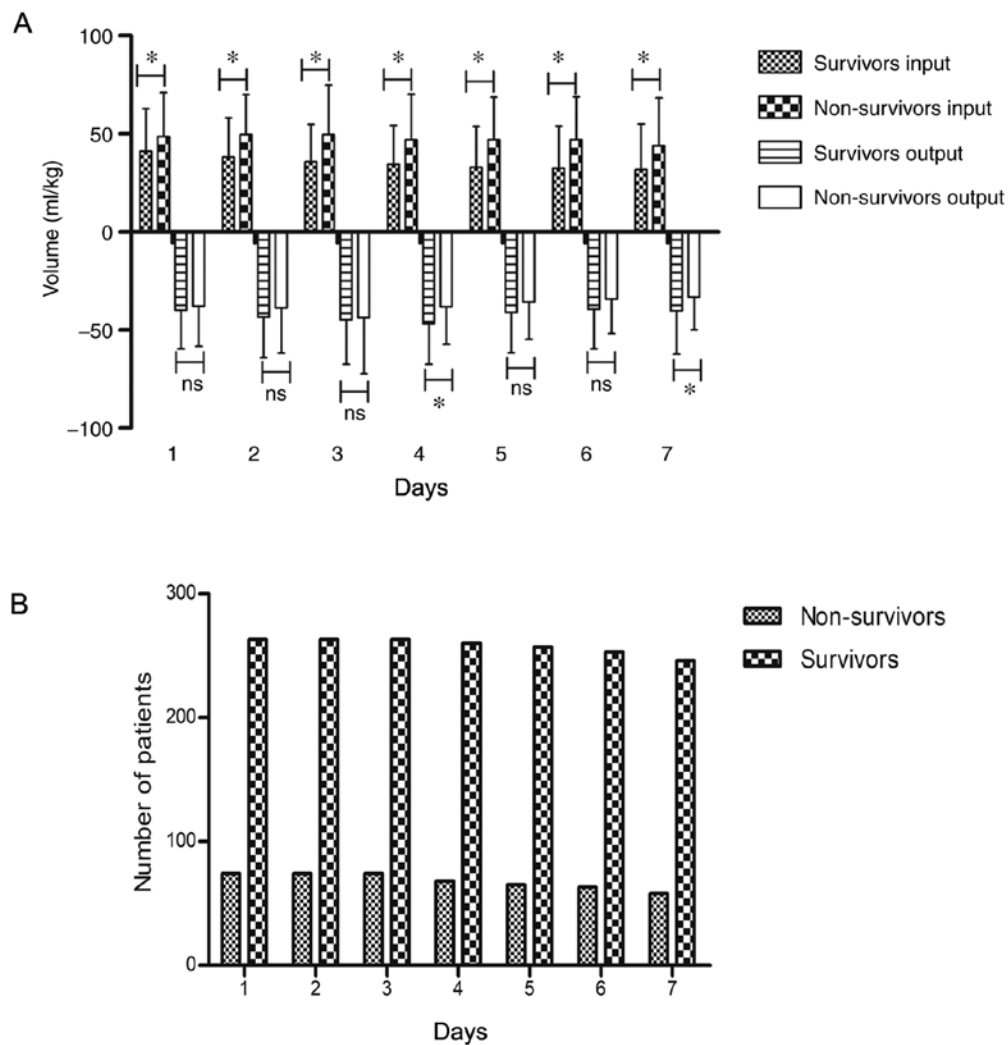 A
100
50
0
−50
−100
Volume (ml/kg)
* * * * * * *
ns ns ns * ns ns *
1 2 3 4 5 6 7
Days
Survivors input
Non-survivors input
Survivors output
Non-survivors output
B
300
200
100
0
Number of patients
1 2 3 4 5 6 7
Days
Non-survivors
Survivors